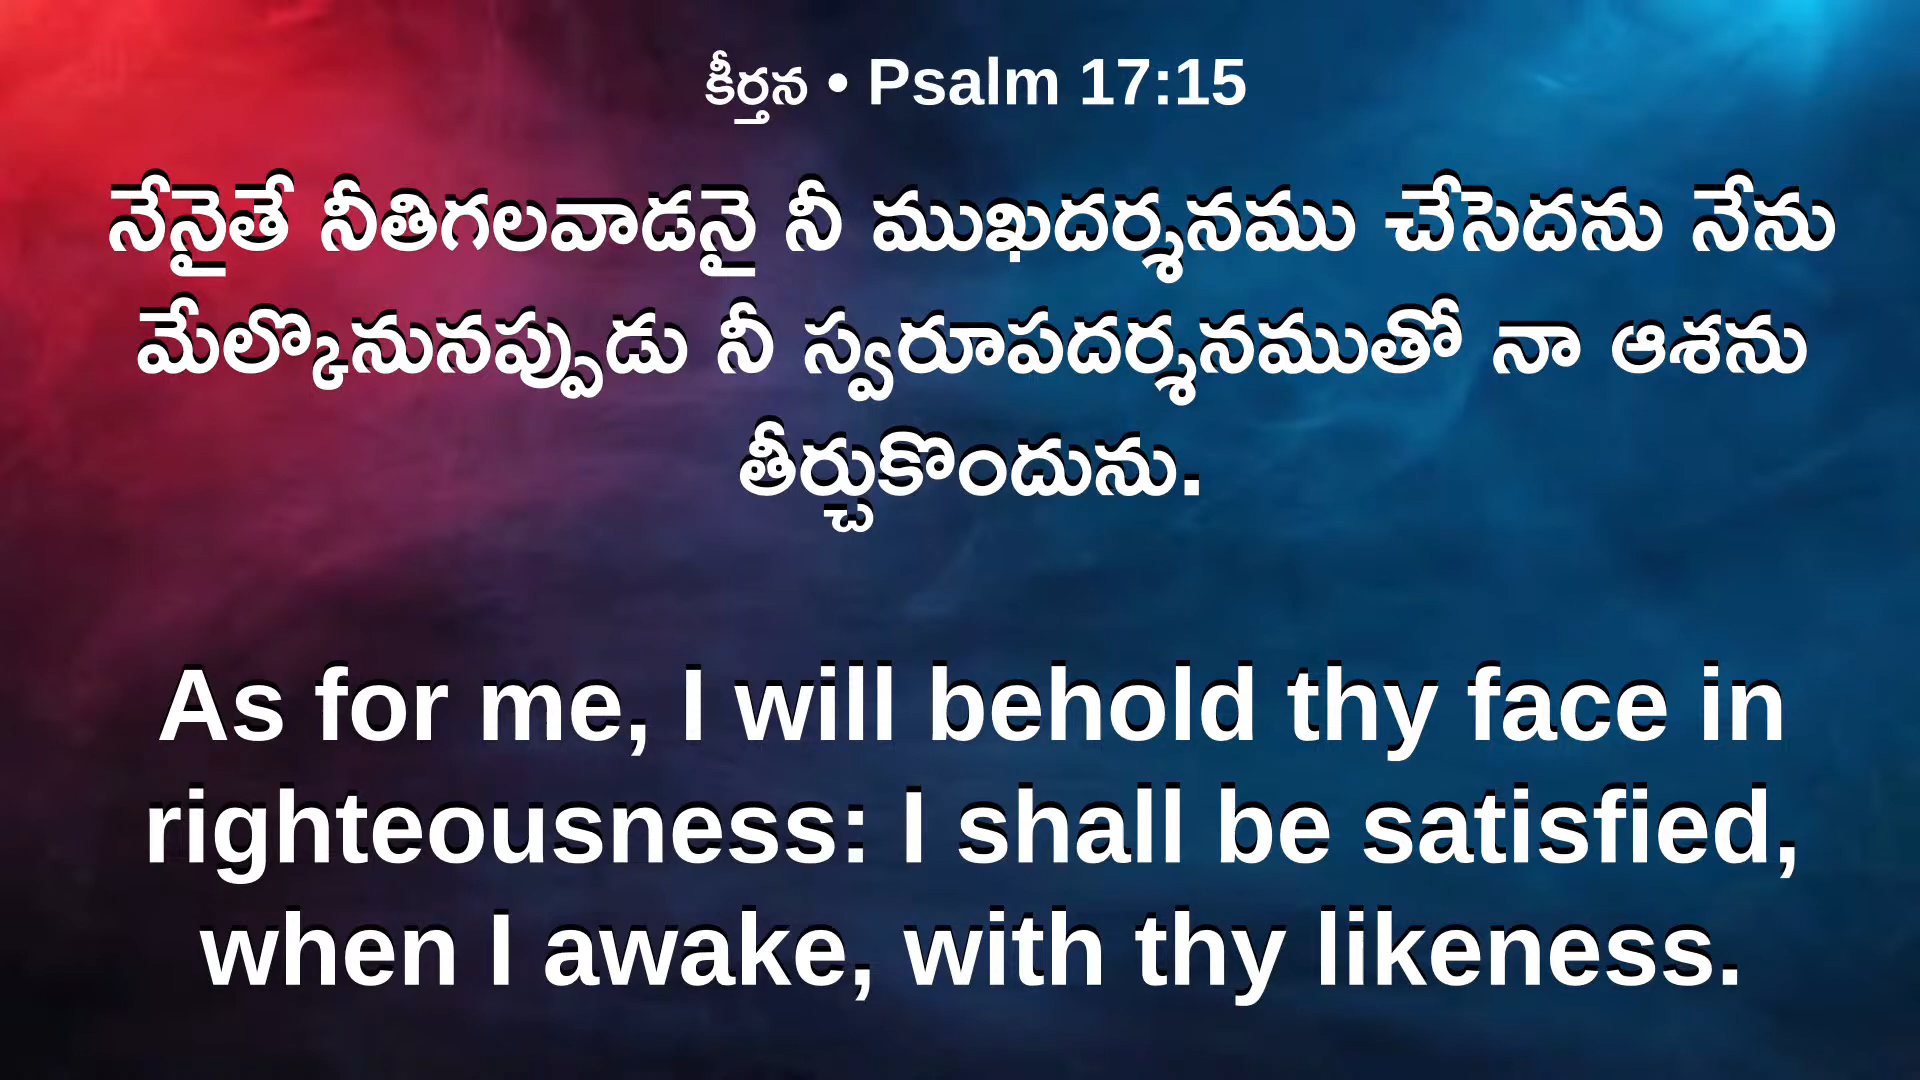 కీర్తన • Psalm 17:15
నేనైతే నీతిగలవాడనై నీ ముఖదర్శనము చేసెదను నేను
మేల్కొనునప్పుడు నీ స్వరూపదర్శనముతో నా ఆశను
తీర్చుకొందును.
As for me, I will behold thy face in
righteousness: I shall be satisfied,
when I awake, with thy likeness.